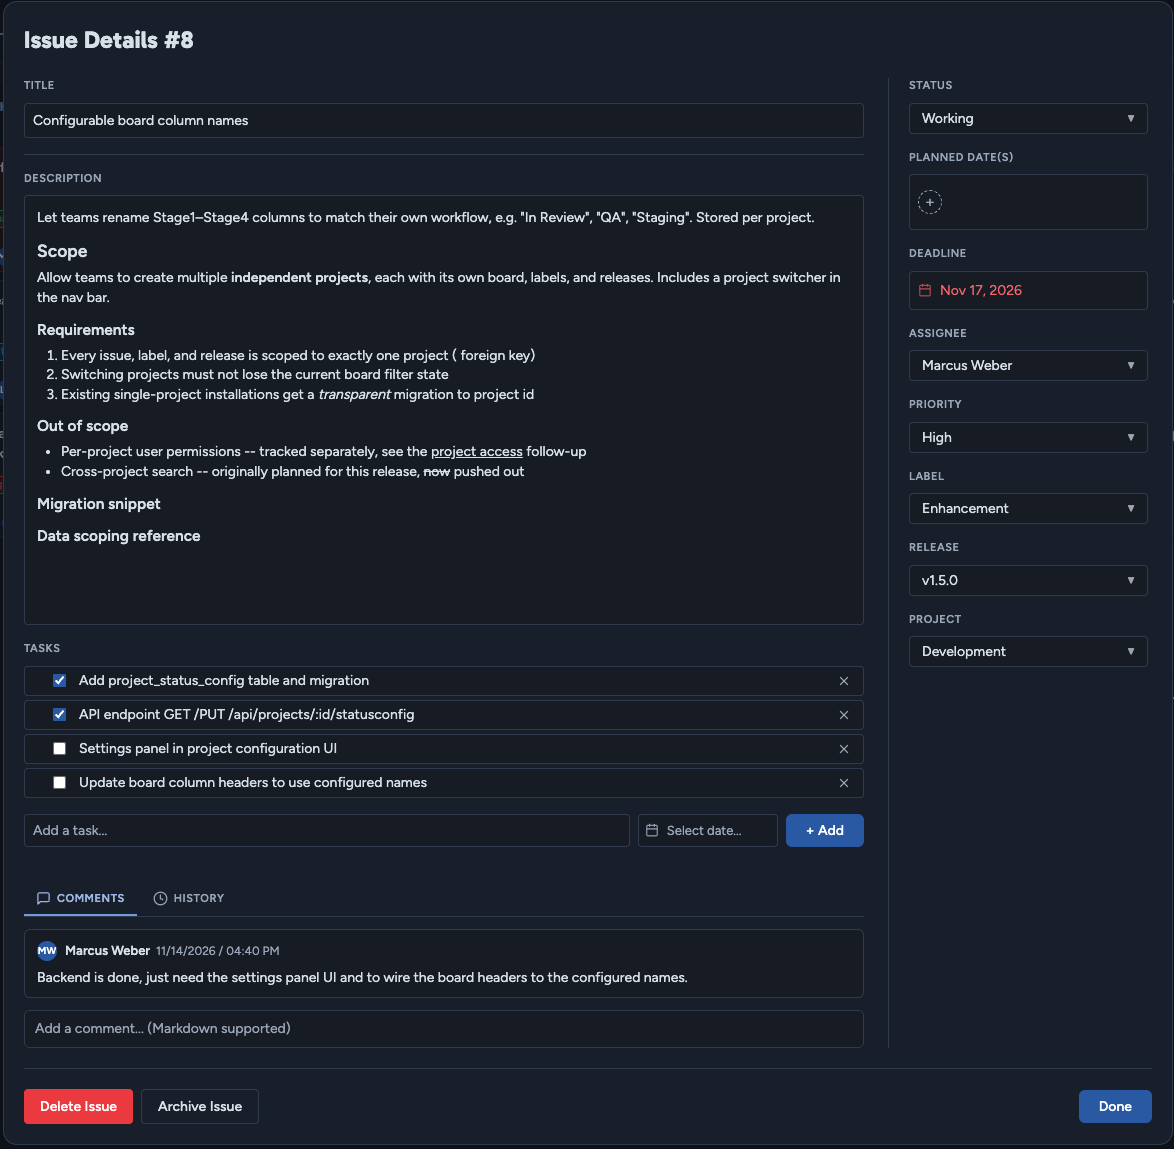 Issue Details #8
TITLE
Configurable board column names
DESCRIPTION
Let teams rename Stage1–Stage4 columns to match their own workflow, e.g. "In Review", "QA", "Staging". Stored per project.
Scope
Allow teams to create multiple independent projects, each with its own board, labels, and releases. Includes a project switcher in
the nav bar.
Requirements
1. Every issue, label, and release is scoped to exactly one project ( foreign key)
2. Switching projects must not lose the current board filter state
3. Existing single-project installations get a transparent migration to project id
Out of scope
• Per-project user permissions -- tracked separately, see the project access follow-up
• Cross-project search -- originally planned for this release, now pushed out
Migration snippet
Data scoping reference
TASKS
Add project_status_config table and migration
API endpoint GET /PUT /api/projects/:id/statusconfig
Settings panel in project configuration UI
Update board column headers to use configured names
Add a task...
Select date...
+ Add
COMMENTS
HISTORY
MW Marcus Weber 11/14/2026 / 04:40 PM
Backend is done, just need the settings panel UI and to wire the board headers to the configured names.
Add a comment... (Markdown supported)
STATUS
Working
PLANNED DATE(S)
DEADLINE
Nov 17, 2026
ASSIGNEE
Marcus Weber
PRIORITY
High
LABEL
Enhancement
RELEASE
v1.5.0
PROJECT
Development
Delete Issue
Archive Issue
Done